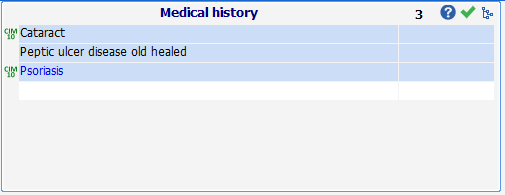 Medical history 3 ?
CIM 10 Cataract
Peptic ulcer disease old healed
CIM 10 Psoriasis